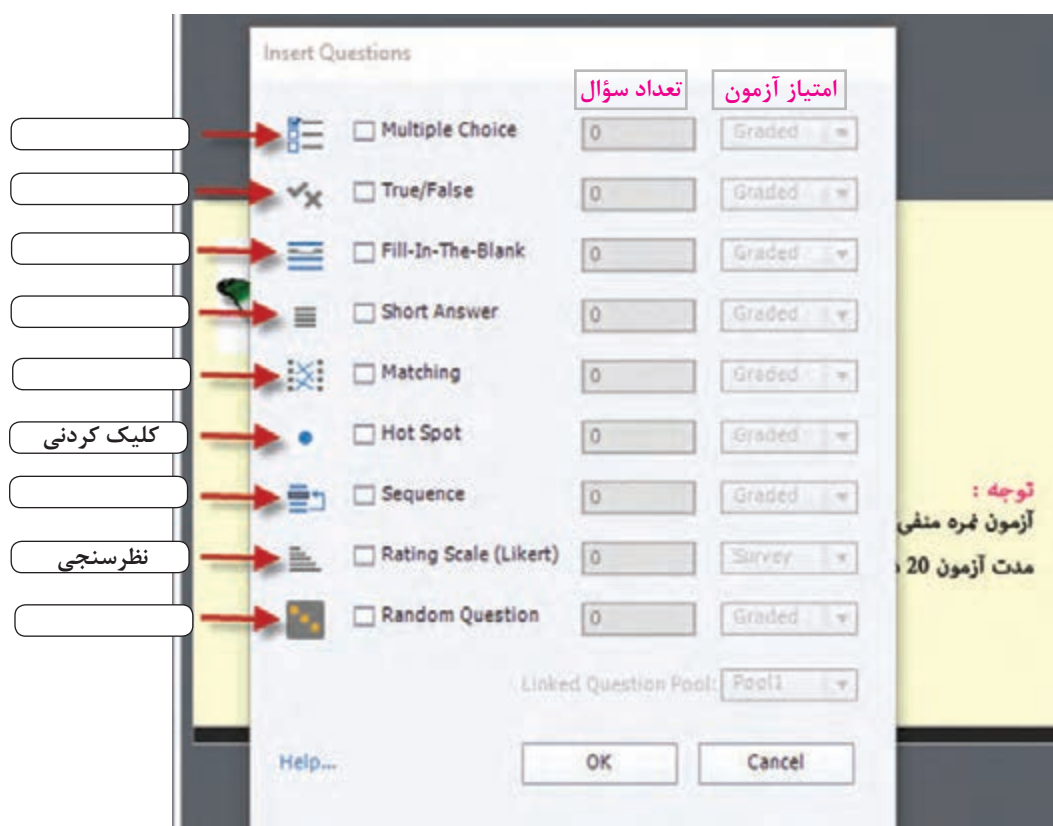 Insert Questions
تعداد سؤال امتیاز آزمون
Multiple Choice 0 Graded
True/False 0 Graded
Fill-In-The-Blank 0 Graded
Short Answer 0 Graded
Matching 0 Graded
کلیک کردنی Hot Spot 0 Graded
Sequence 0 Graded
نظرسنجی Rating Scale (Likert) 0 Survey
Random Question 0 Graded
Linked Question Pool: Pool1
Help... OK Cancel
توجه :
آزمون نمره منفی
مدت آزمون 20